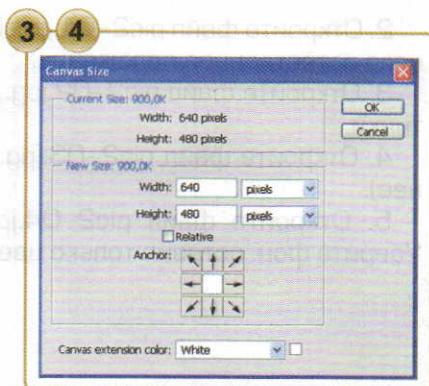 3 4
Canvas Size
Current Size: 900,0K
Width: 640 pixels
Height: 480 pixels
OK
Cancel
New Size: 900,0K
Width: 640 pixels
Height: 480 pixels
Relative
Anchor:
Canvas extension color: White